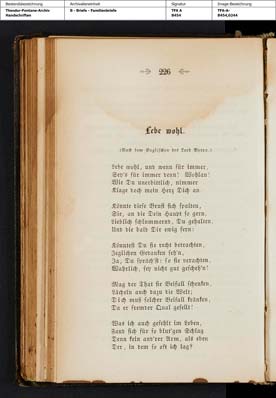 Bestandsbezeichnung
Archivalieneinheit
Signatur
Image-Bezeichnung
Theodor-Fontane-Archiv
Handschriften
B - Briefe - Familienbriefe
TFA A
B454
TFA-A-
B454,0244
226
Lebe wohl.
(Nach dem Englischen des Lord Byron.)
Lebe wohl, und wenn für immer,
Sey's für immer denn! Wohlan!
Wie Du unerbittlich, nimmer
Klage doch mein Herz Dich an.
Könnte diese Brust sich spalten,
Sie, an die Dein Haupt so gern,
Lieblich schlummernd, Du gehalten,
Und die bald Dir ewig fern:
Könntest Du sie recht betrachten,
Jeglichen Gedanken seh'n,
Ja, Du spräch'st: so sie verachten,
Wahrlich, sey nicht gut gescheh'n!
Mag der That sie Beifall schenken,
Lächeln auch dazu die Welt;
Dich muß solcher Beifall kränken,
Da er fremder Qual gefällt!
Was ich auch gefehlt im Leben,
Fand sich für so blut'gen Schlag
Denn kein and'rer Arm, als eben
Der, in dem so oft ich lag?